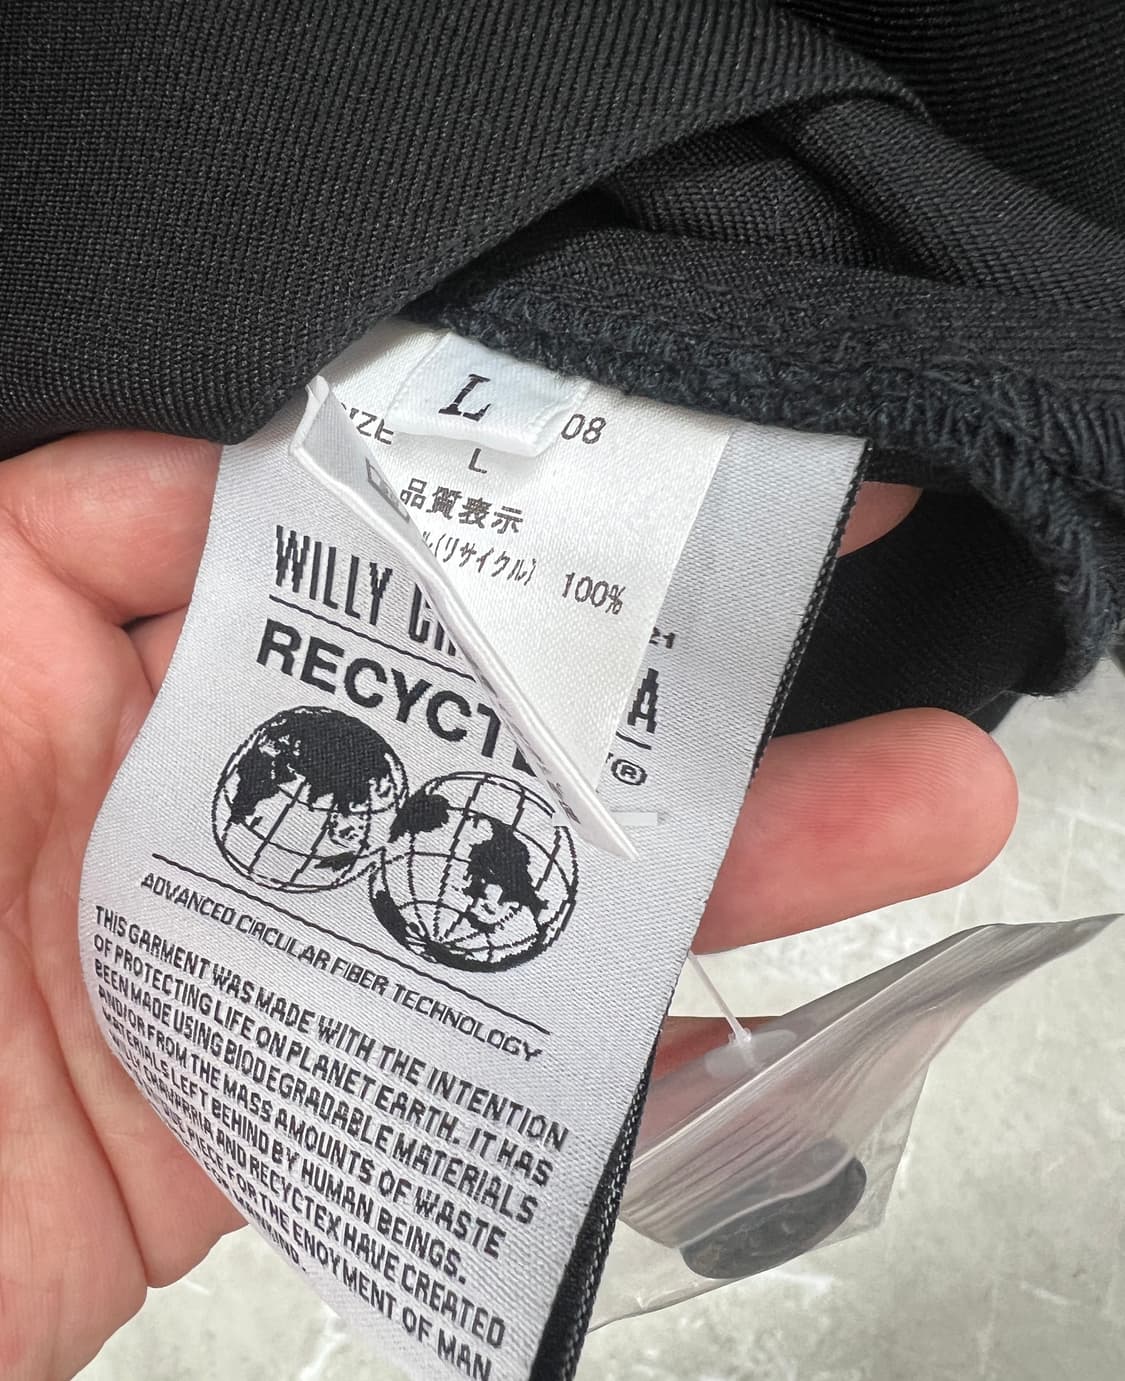 L
08
L
品質表示
(リサイクル) 100%
WILLY
21
A
®
ADVANCED CIRCULAR FIBER TECHNOLOGY
THIS GARMENT WAS MADE WITH THE INTENTION
OF PROTECTING LIFE ON PLANET EARTH. IT HAS
BEEN MADE USING BIODEGRADABLE MATERIALS
AND/OR FROM THE MASS AMOUNTS OF WASTE
MATERIALS LEFT BEHIND BY HUMAN BEINGS.
WILLY CHAVARRIA AND RECYCTEX HAVE CREATED
PIECE FOR THE ENOYMENT OF MAN